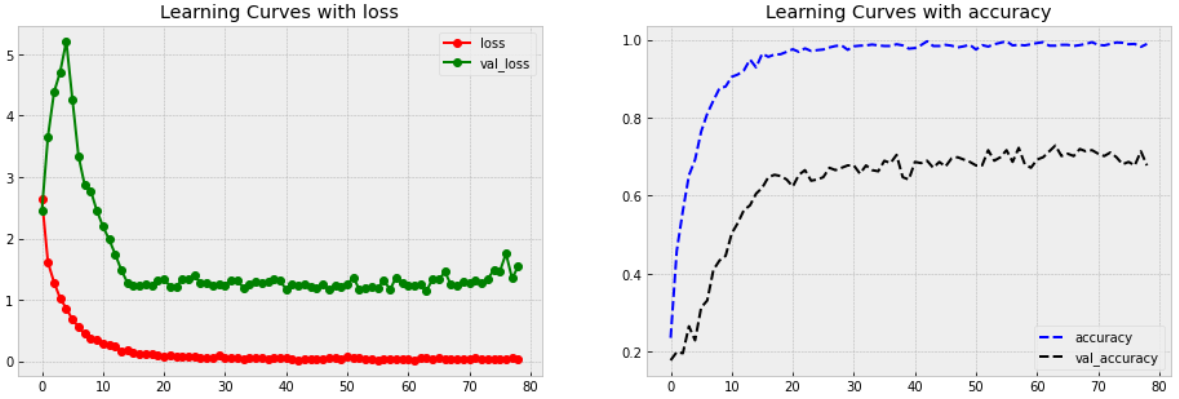 Learning Curves with loss
loss
val_loss
5
4
3
2
1
0
0 10 20 30 40 50 60 70 80
Learning Curves with accuracy
1.0
0.8
0.6
0.4
0.2
accuracy
val_accuracy
0 10 20 30 40 50 60 70 80